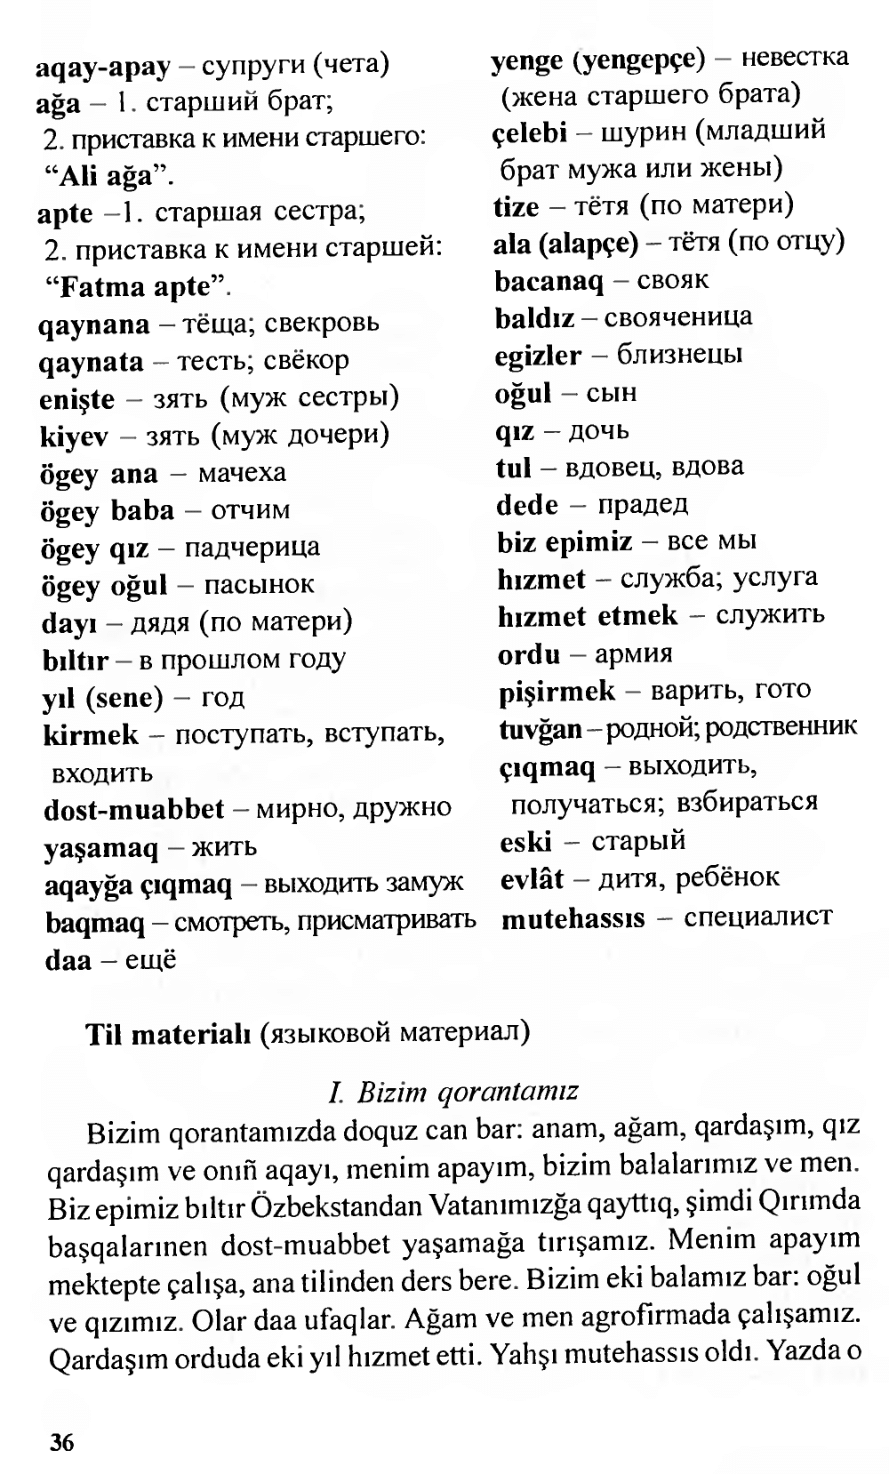 aqay-apay – супруги (чета)
ağa – 1. старший брат;
2. приставка к имени старшего:
“Ali ağa”.
apte –1. старшая сестра;
2. приставка к имени старшей:
“Fatma apte”.
qaynana – тёща; свекровь
qaynata – тесть; свёкор
enişte – зять (муж сестры)
kiyev – зять (муж дочери)
ögey ana – мачеха
ögey baba – отчим
ögey qız – падчерица
ögey oğul – пасынок
dayı – дядя (по матери)
bıltır – в прошлом году
yıl (sene) – год
kirmek – поступать, вступать,
входить
dost-muabbet – мирно, дружно
yaşamaq – жить
aqayğa çıqmaq – выходить замуж
baqmaq – смотреть, присматривать
daa – ещё
yenge (yengepçe) – невестка
(жена старшего брата)
çelebi – шурин (младший
брат мужа или жены)
tize – тётя (по матери)
ala (alapçe) – тётя (по отцу)
bacanaq – свояк
baldız – свояченица
egizler – близнецы
oğul – сын
qız – дочь
tul – вдовец, вдова
dede – прадед
biz epimiz – все мы
hızmet – служба; услуга
hızmet etmek – служить
ordu – армия
pişirmek – варить, гото
tuvğan – родной; родственник
çıqmaq – выходить,
получаться; взбираться
eski – старый
evlât – дитя, ребёнок
mutehassıs – специалист
Til materialı (языковой материал)
I. Bizim qorantamız
Bizim qorantamızda doquz can bar: anam, ağam, qardaşım, qız
qardaşım ve onıñ aqayı, menim apayım, bizim balalarımız ve men.
Biz epimiz bıltır Özbekstandan Vatanımızğa qayttıq, şimdi Qırımda
başqalarınen dost-muabbet yaşamağa tırışamız. Menim apayım
mektepte çalışa, ana tilinden ders bere. Bizim eki balamız bar: oğul
ve qızımız. Olar daa ufaqlar. Ağam ve men agrofirmada çalışamız.
Qardaşım orduda eki yıl hızmet etti. Yahşı mutehassıs oldı. Yazda o
36